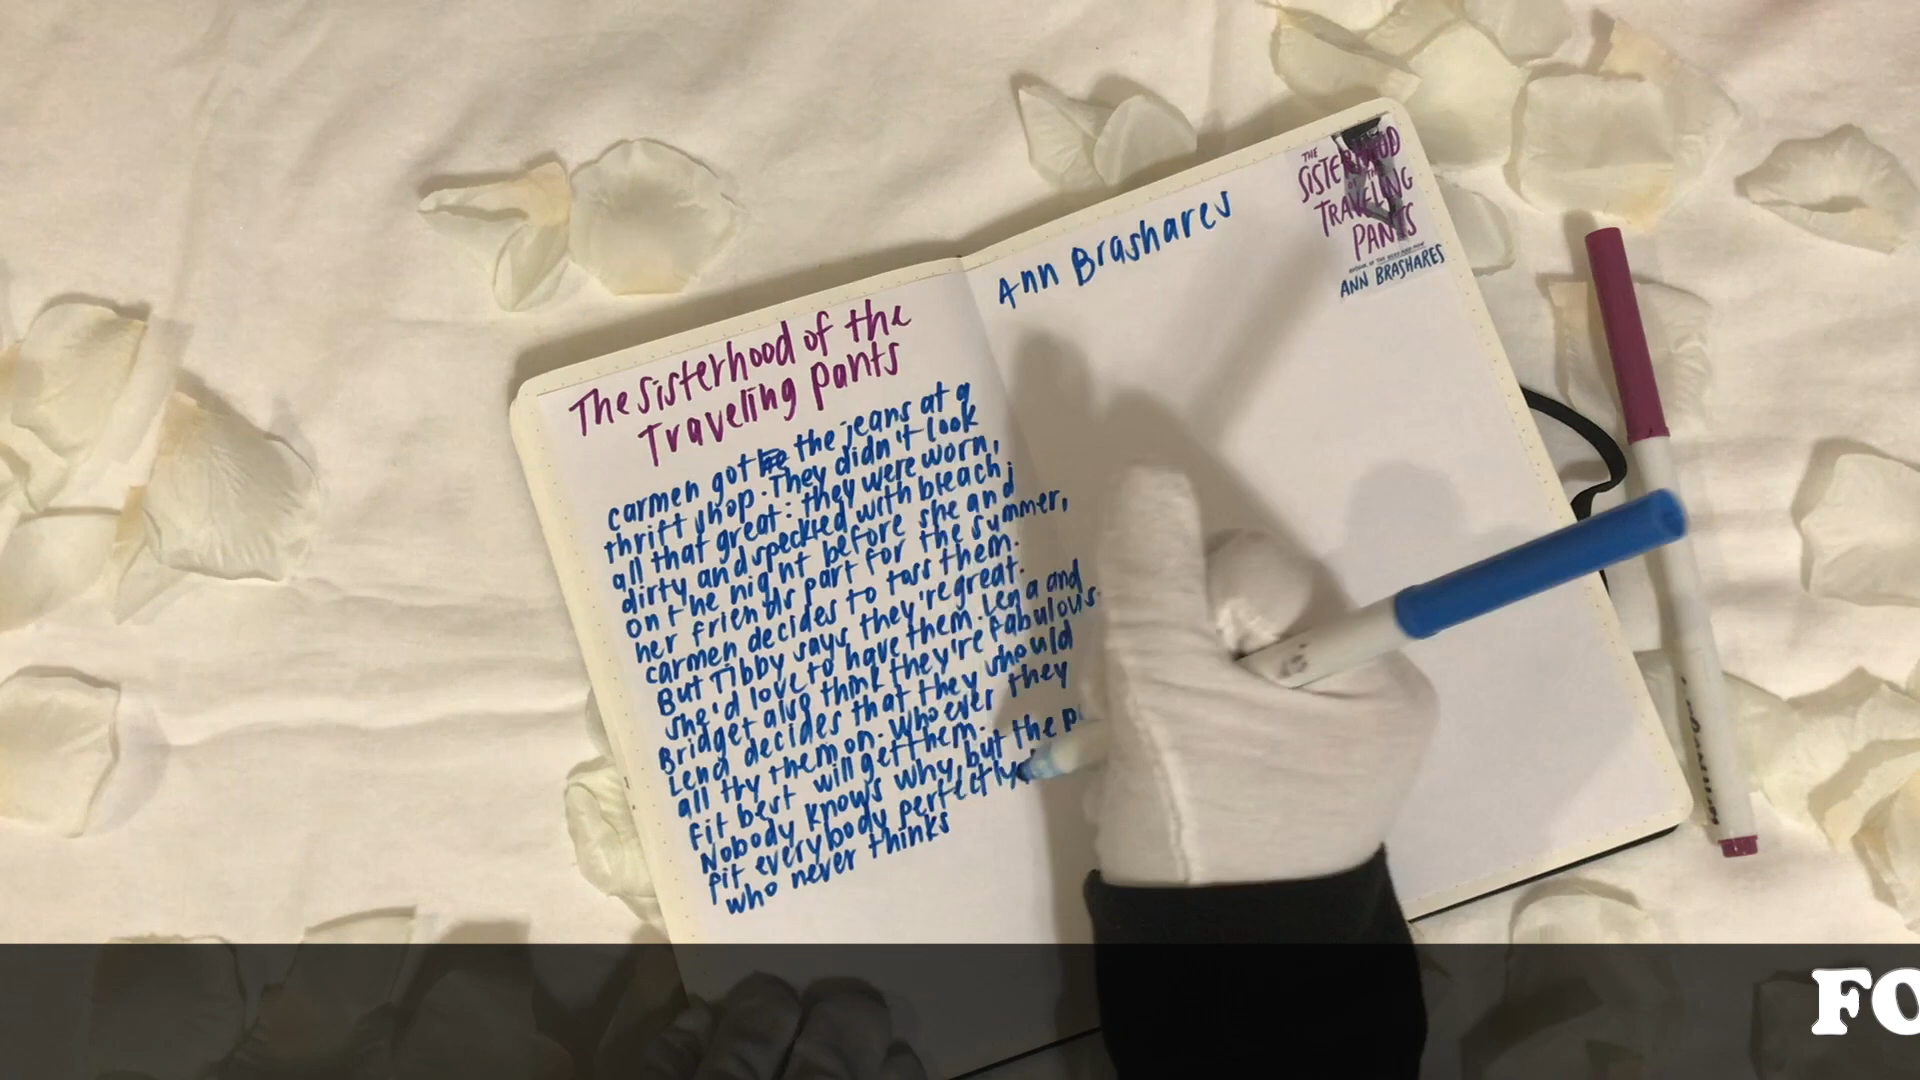 The Sisterhood of the
Traveling Pants
carmen got the jeans at a
thrift shop. They didn't look
all that great: they were worn,
dirty and speckled with bleach;
on the night before she and
her friends part for the summer,
carmen decides to toss them.
But Tibby says they're great.
she'd love to have them. Lena and
Bridget also think they're fabulous.
Lena decides that they should
all try them on. Whoever they
fit best will get them.
Nobody knows why, but the p
fit everybody perfectly
who never thinks
Ann Brashares
THE
SISTERHOOD
OF THE
TRAVELING
PANTS
ANN BRASHARES
FO